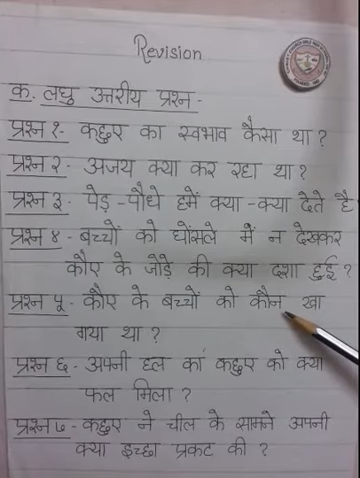 Revision
क. लघु उत्तरीय प्रश्न -
प्रश्न १- कछुए का स्वभाव कैसा था ?
प्रश्न २- अजय क्या कर रहा था ?
प्रश्न ३- पेड़ -पौधे हमें क्या -क्या देते है
प्रश्न ४- बच्चों को घोंसले में न देखकर
कौए के जोड़े की क्या दशा हुई ?
प्रश्न ५- कौए के बच्चों को कौन खा
गया था ?
प्रश्न ६- अपनी हल का कछुए को क्या
फल मिला ?
प्रश्न ७- कछुए ने चील के सामने अपनी
क्या इच्छा प्रकट की ?